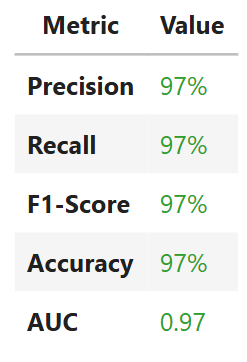 Metric Value
Precision 97%
Recall 97%
F1-Score 97%
Accuracy 97%
AUC 0.97